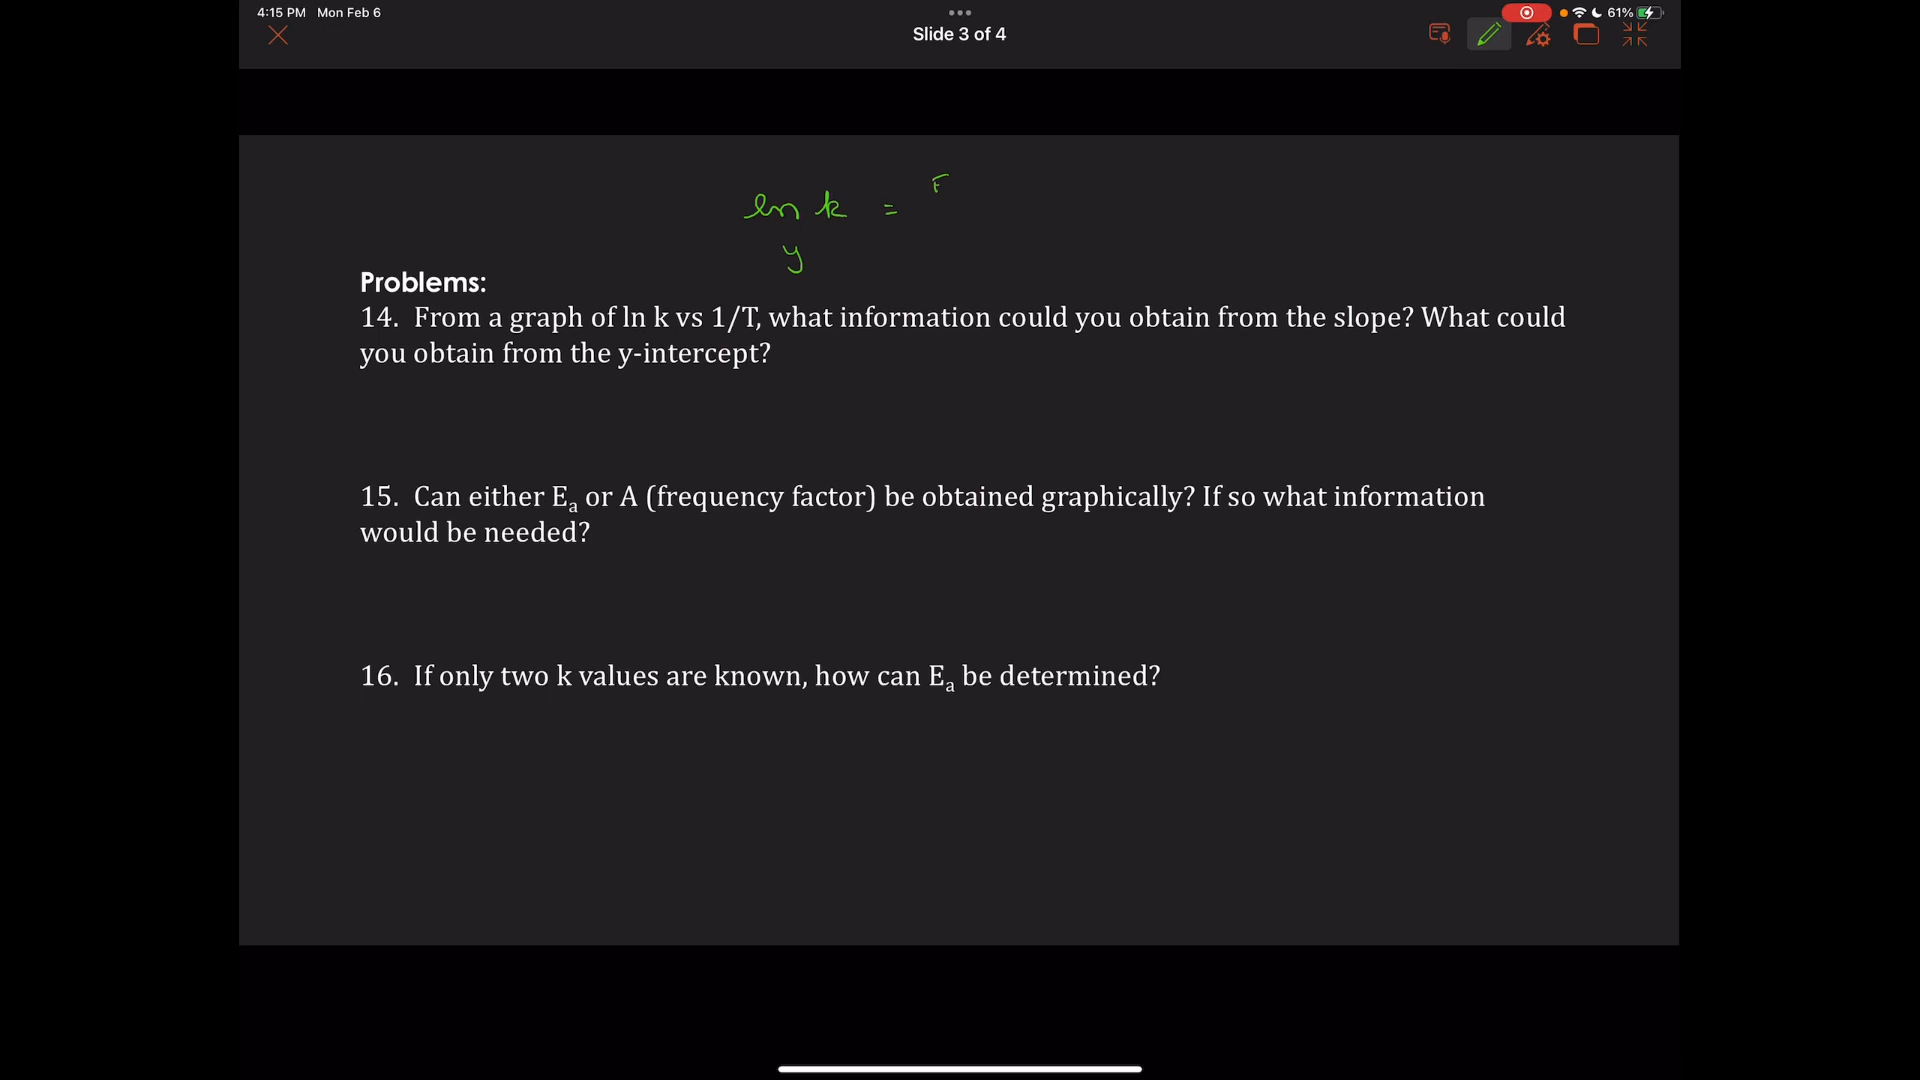 4:15 PM Mon Feb 6
61%
Slide 3 of 4
ln k =
y
Problems:
14. From a graph of ln k vs 1/T, what information could you obtain from the slope? What could
you obtain from the y-intercept?
15. Can either Eₐ or A (frequency factor) be obtained graphically? If so what information
would be needed?
16. If only two k values are known, how can Eₐ be determined?